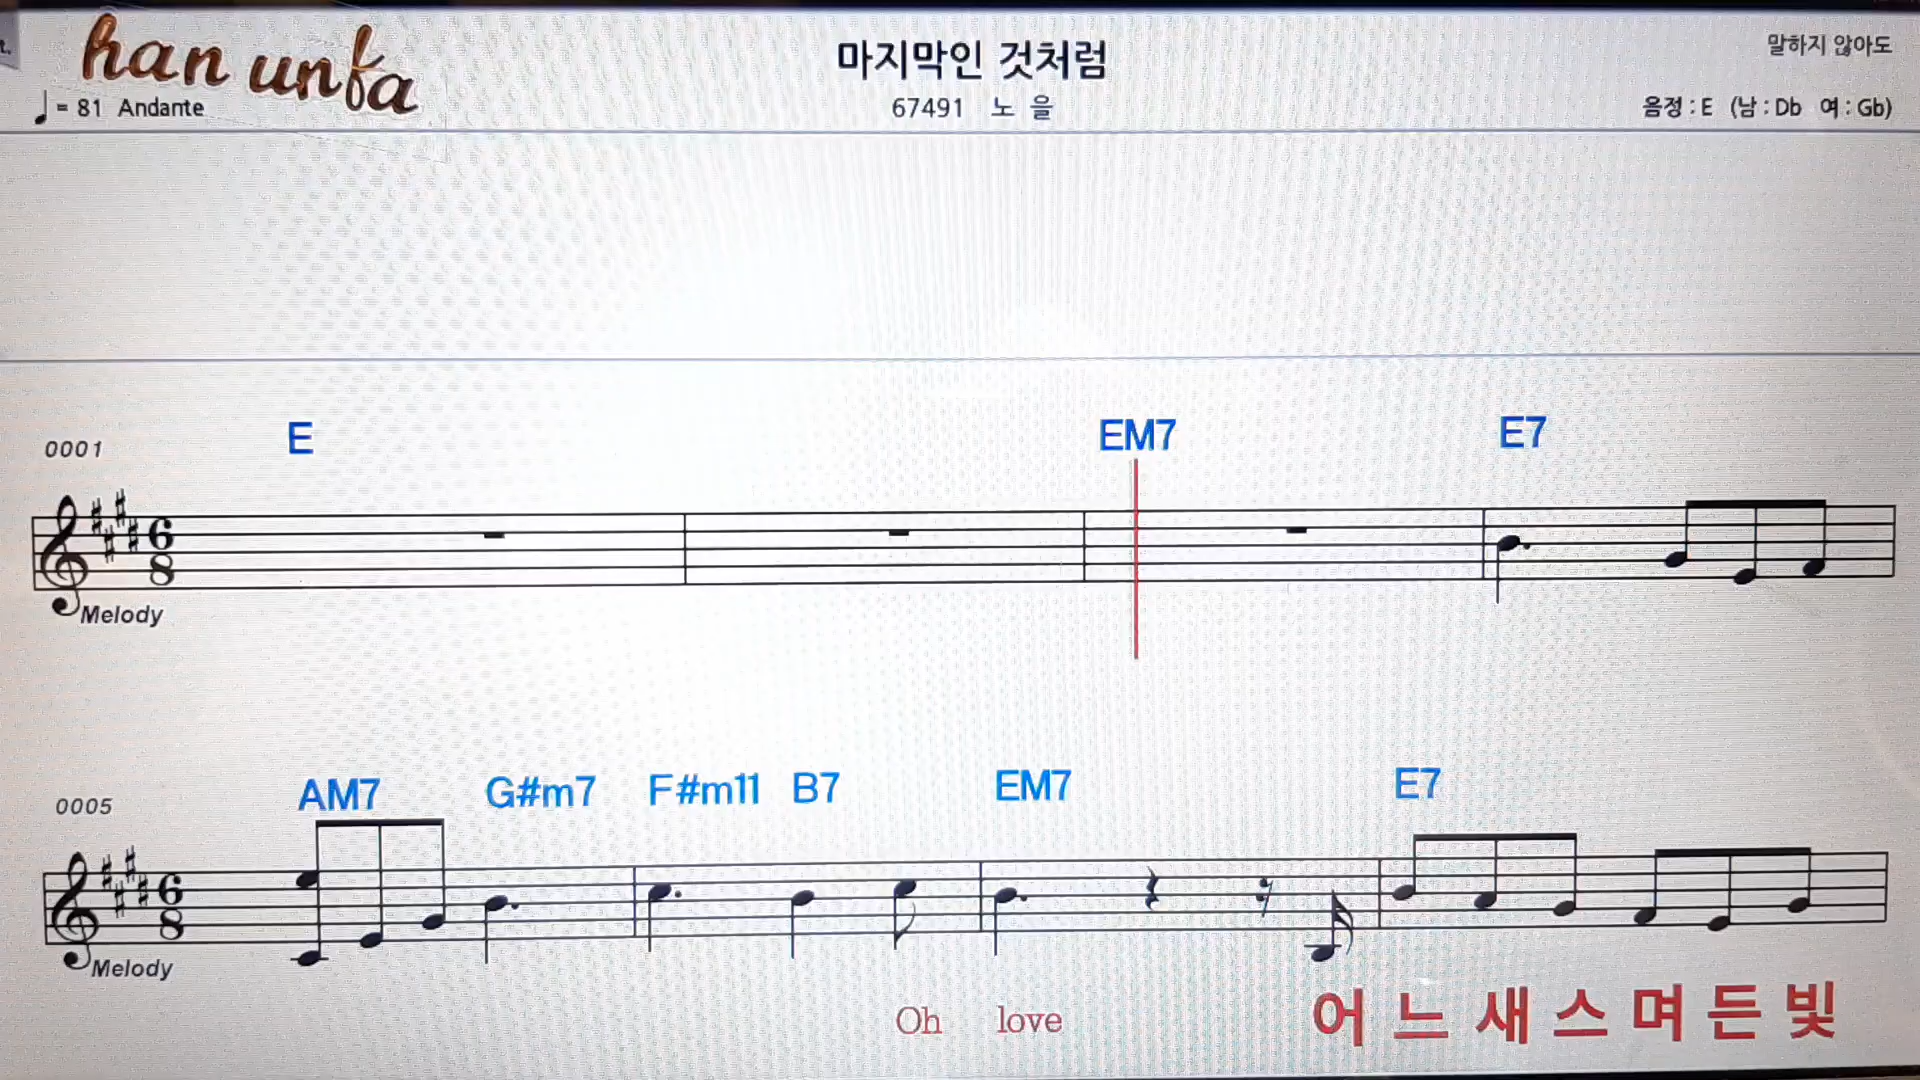 han unfa
마지막인 것처럼
말하지 않아도
= 81 Andante
67491 노 을
음정 : E (남 : Db 여 : Gb)
0001 E EM7 E7
6
8
Melody
0005 AM7 G#m7 F#m11 B7 EM7 E7
6
8
Melody
Oh love 어 느 새 스 며 든 빛